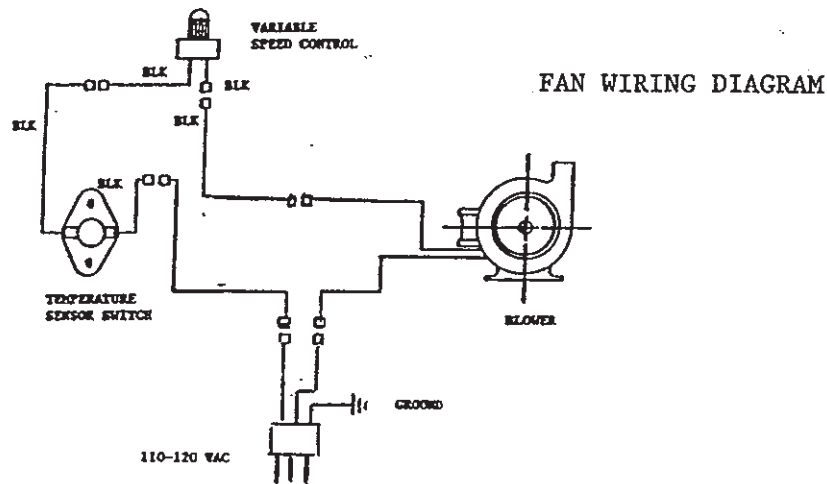 VARIABLE
SPEED CONTROL
FAN WIRING DIAGRAM
BLK
BLK
BLK
BLK
BLK
TEMPERATURE
SENSOR SWITCH
BLOWER
GROUND
110-120 VAC